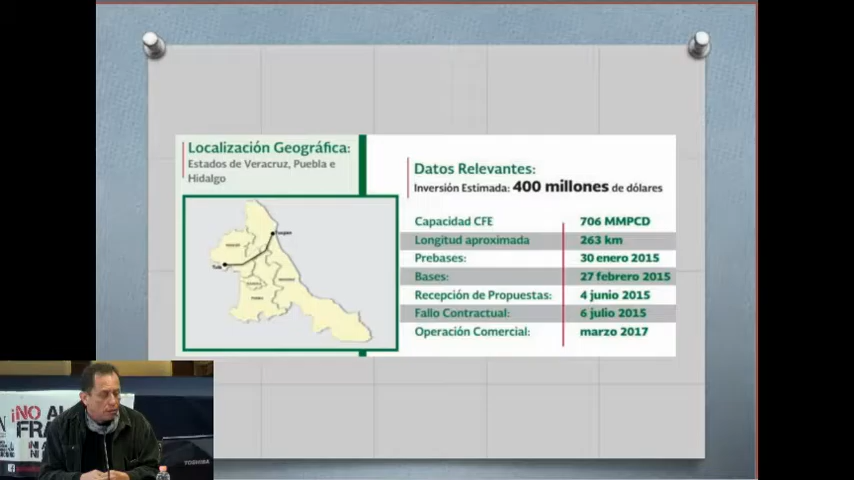 Localización Geográfica:
Estados de Veracruz, Puebla e
Hidalgo
Datos Relevantes:
Inversión Estimada: 400 millones de dólares
Capacidad CFE 706 MMPCD
Longitud aproximada 263 km
Prebases: 30 enero 2015
Bases: 27 febrero 2015
Recepción de Propuestas: 4 junio 2015
Fallo Contractual: 6 julio 2015
Operación Comercial: marzo 2017
Tula
¡NO AL
FRA
TOSHIBA